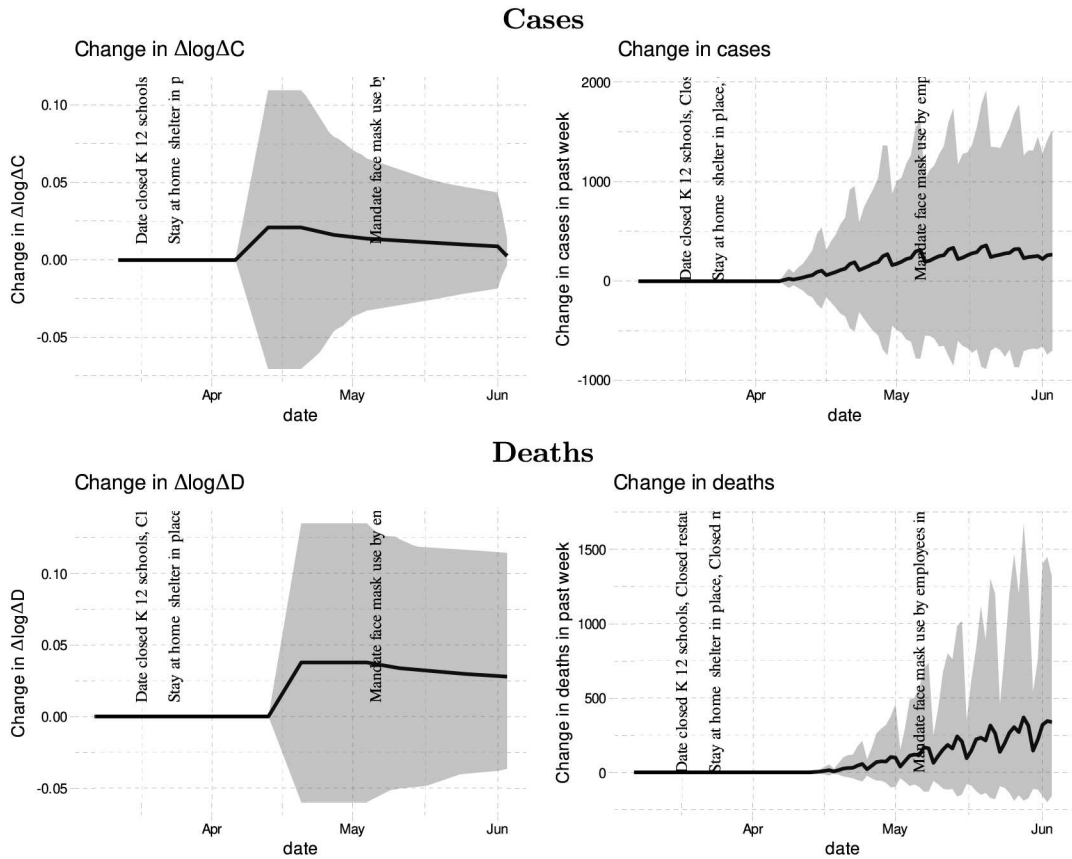 Cases
Change in ΔlogΔC
Change in ΔlogΔC
0.10
0.05
0.00
-0.05
Date closed K 12 schools
Stay at home shelter in p
Mandate face mask use by
Apr
May
Jun
date
Change in cases
Change in cases in past week
2000
1000
0
-1000
Date closed K 12 schools, Clos
Stay at home shelter in place,
Mandate face mask use by emp
Apr
May
Jun
date
Deaths
Change in ΔlogΔD
Change in ΔlogΔD
0.10
0.05
0.00
-0.05
Date closed K 12 schools, Cl
Stay at home shelter in place
Mandate face mask use by en
Apr
May
Jun
date
Change in deaths
Change in deaths in past week
1500
1000
500
0
Date closed K 12 schools, Closed restau
Stay at home shelter in place, Closed n
Mandate face mask use by employees in
Apr
May
Jun
date